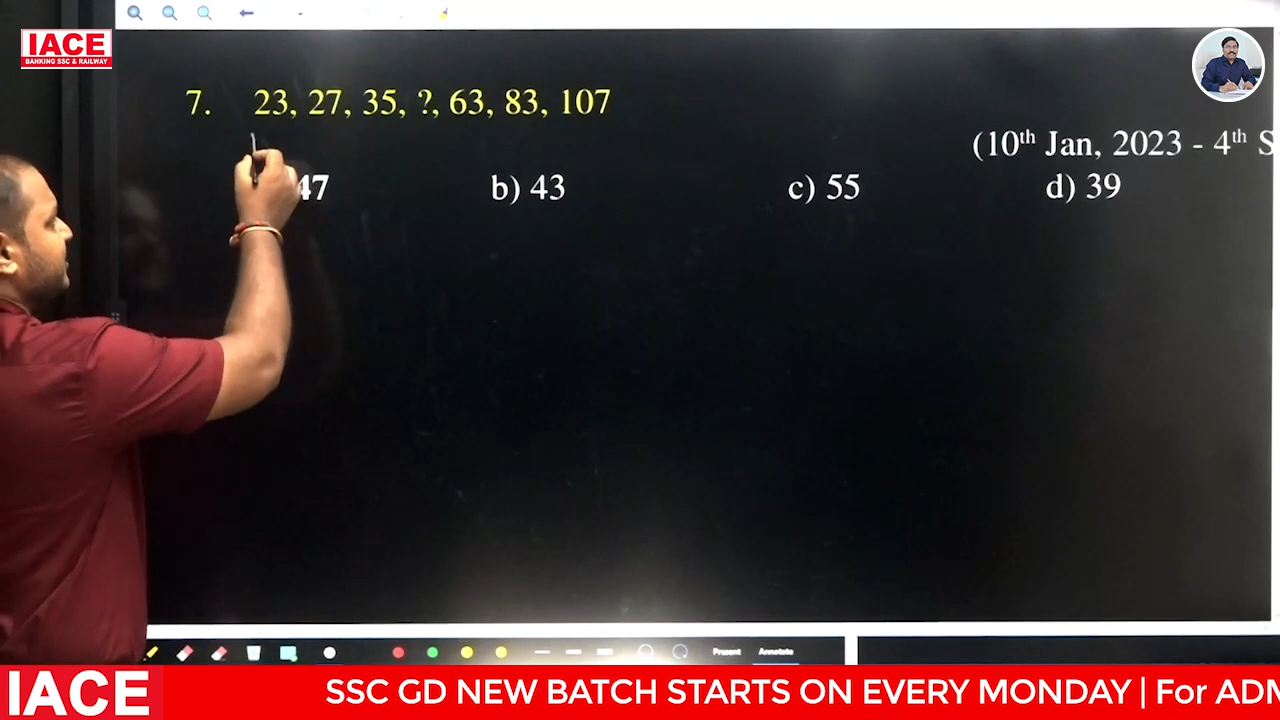 IACE
BANKING SSC & RAILWAY
7. 23, 27, 35, ?, 63, 83, 107
(10th Jan, 2023 - 4th S
47 b) 43 c) 55 d) 39
Present Annotate
IACE
SSC GD NEW BATCH STARTS ON EVERY MONDAY | For ADM